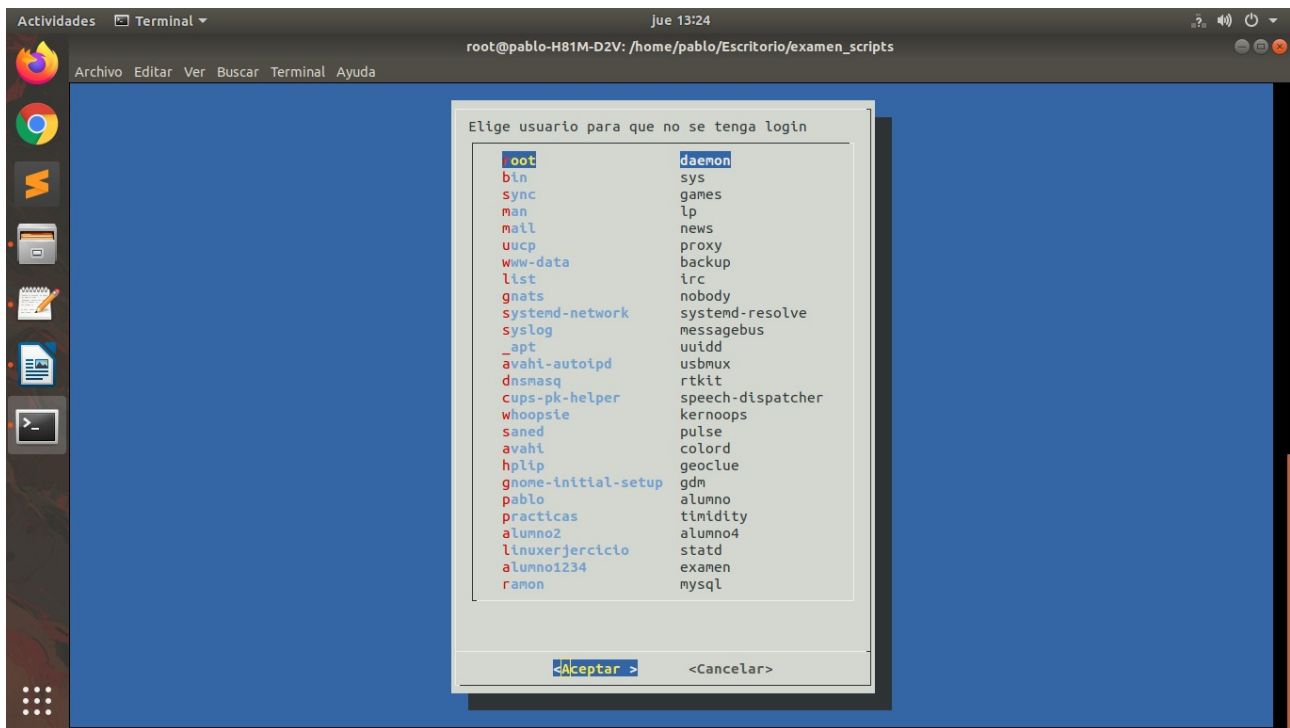 Actividades Terminal jue 13:24
root@pablo-H81M-D2V: /home/pablo/Escritorio/examen_scripts
Archivo Editar Ver Buscar Terminal Ayuda
Elige usuario para que no se tenga login
root daemon
bin sys
sync games
man lp
mail news
uucp proxy
www-data backup
list irc
gnats nobody
systemd-network systemd-resolve
syslog messagebus
_apt uuidd
avahi-autoipd usbmux
dnsmasq rtkit
cups-pk-helper speech-dispatcher
whoopsie kernoops
saned pulse
avahi colord
hplip geoclue
gnome-initial-setup gdm
pablo alumno
practicas timidity
alumno2 alumno4
linuxerjercicio statd
alumno1234 examen
ramon mysql
<Aceptar > <Cancelar>